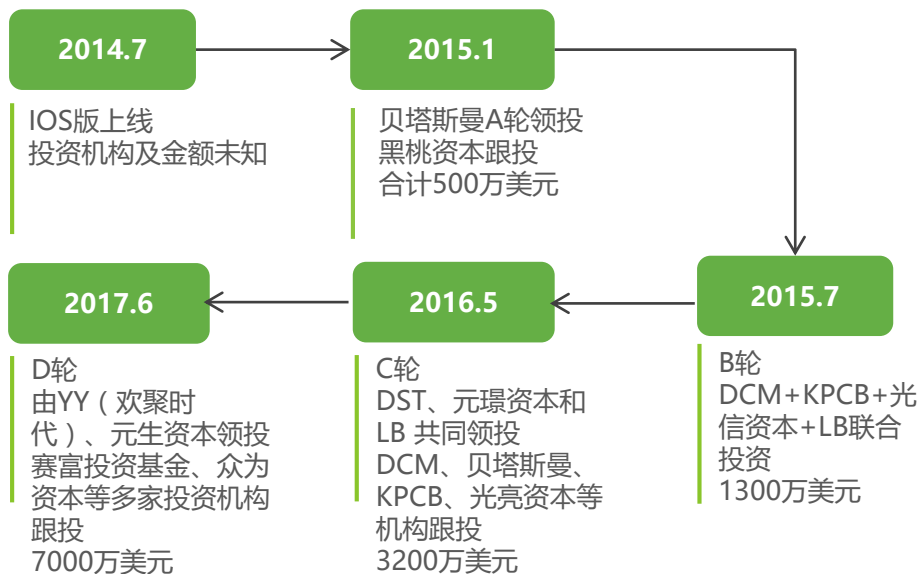 2014.7
IOS版上线
投资机构及金额未知
2015.1
贝塔斯曼A轮领投
黑桃资本跟投
合计500万美元
2015.7
B轮
DCM+KPCB+光
信资本+LB联合
投资
1300万美元
2016.5
C轮
DST、元璟资本和
LB 共同领投
DCM、贝塔斯曼、
KPCB、光亮资本等
机构跟投
3200万美元
2017.6
D轮
由YY（欢聚时
代）、元生资本领投
赛富投资基金、众为
资本等多家投资机构
跟投
7000万美元